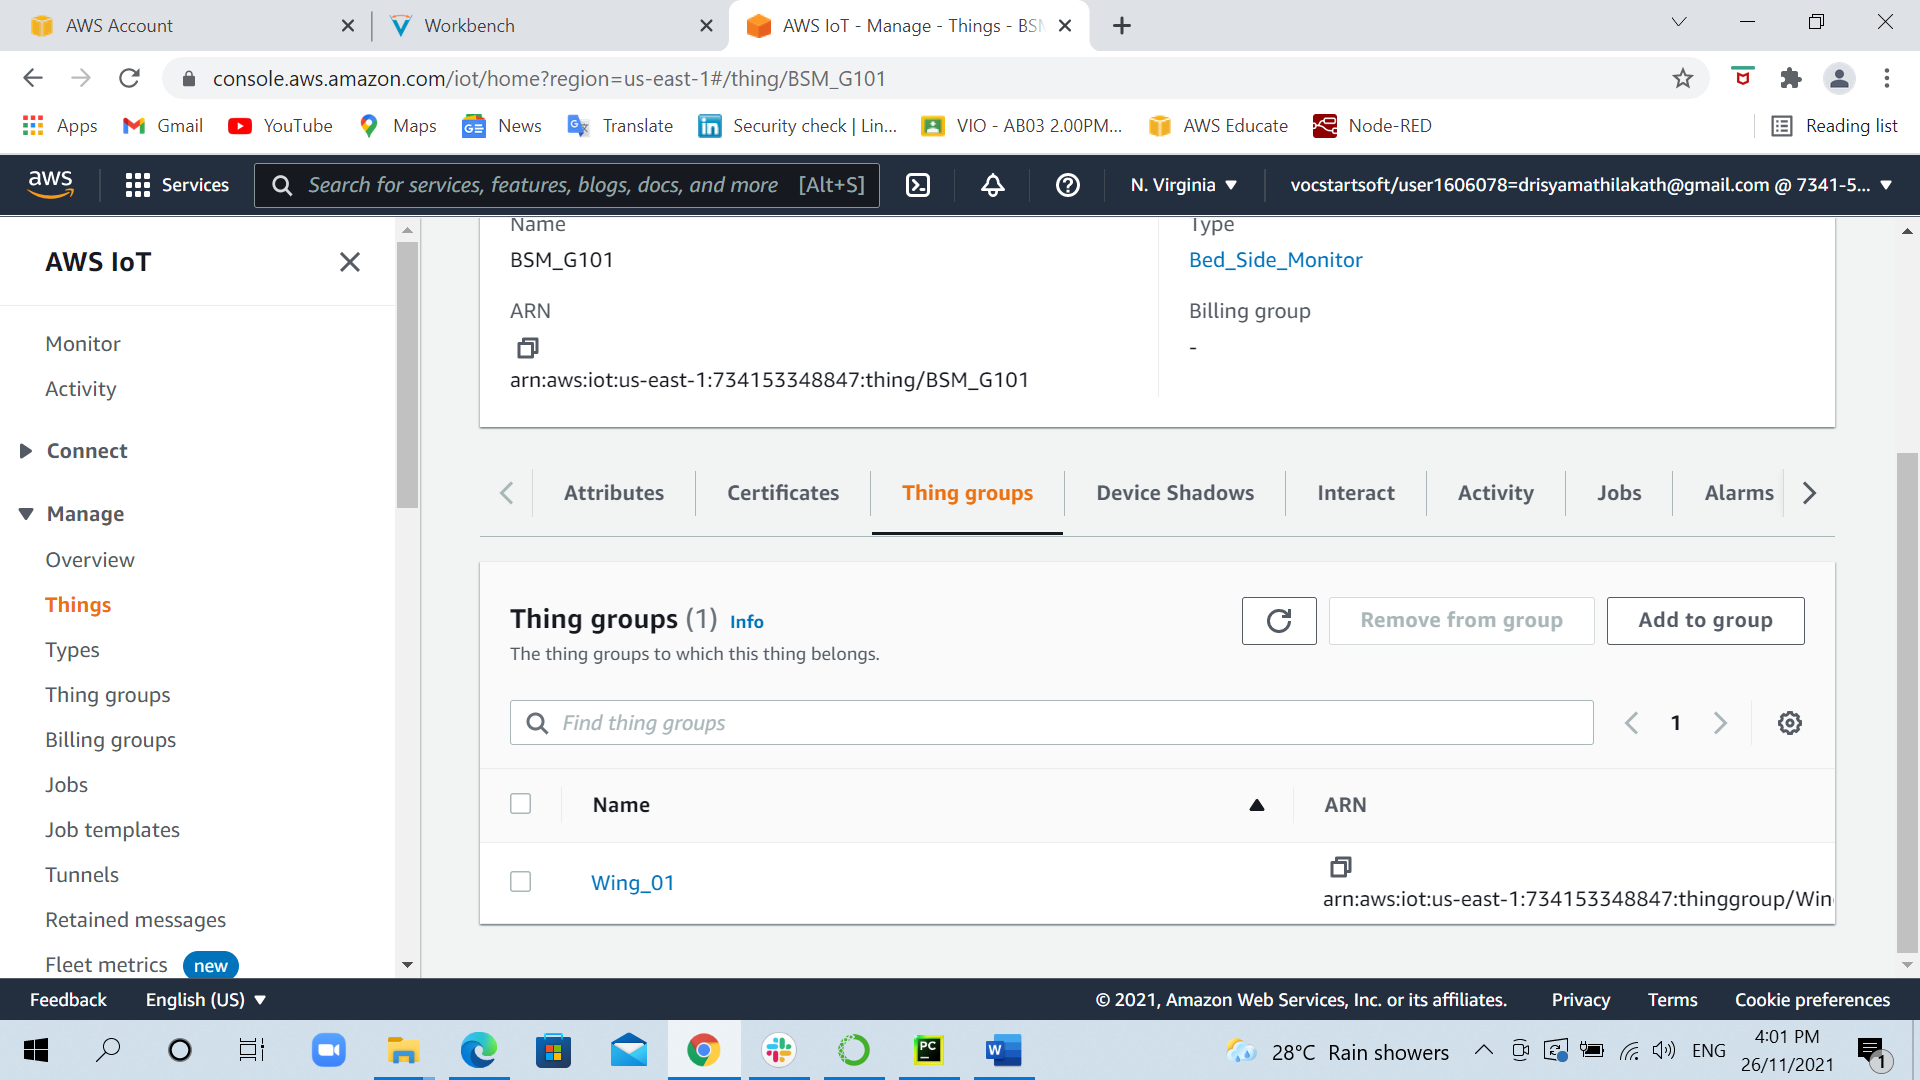 AWS Account
Workbench
AWS IoT - Manage - Things - BSM
console.aws.amazon.com/iot/home?region=us-east-1#/thing/BSM_G101
Apps
Gmail
YouTube
Maps
News
Translate
Security check | Lin...
VIO - AB03 2.00PM...
AWS Educate
Node-RED
Reading list
aws
Services
Search for services, features, blogs, docs, and more [Alt+S]
N. Virginia
vocstartsoft/user1606078=drisyamathilakath@gmail.com @ 7341-5...
AWS IoT
Monitor
Activity
Connect
Manage
Overview
Things
Types
Thing groups
Billing groups
Jobs
Job templates
Tunnels
Retained messages
Fleet metrics new
Name
BSM_G101
ARN
arn:aws:iot:us-east-1:734153348847:thing/BSM_G101
Type
Bed_Side_Monitor
Billing group
-
Attributes
Certificates
Thing groups
Device Shadows
Interact
Activity
Jobs
Alarms
Thing groups (1) Info
The thing groups to which this thing belongs.
Remove from group
Add to group
Find thing groups
1
Name
ARN
Wing_01
arn:aws:iot:us-east-1:734153348847:thinggroup/Win
Feedback
English (US)
© 2021, Amazon Web Services, Inc. or its affiliates.
Privacy
Terms
Cookie preferences
PC
W
28°C Rain showers
ENG
4:01 PM
26/11/2021
1